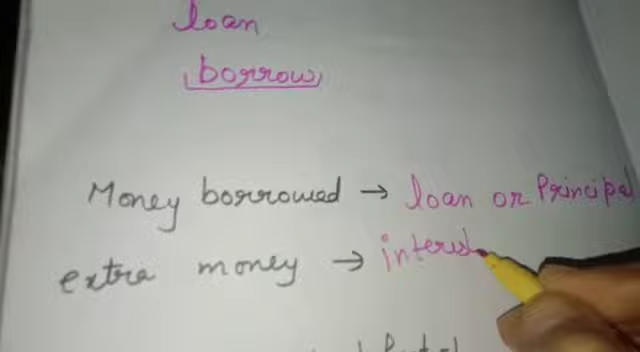 loan
borrow
Money borrowed → loan or Principal
extra money → interest